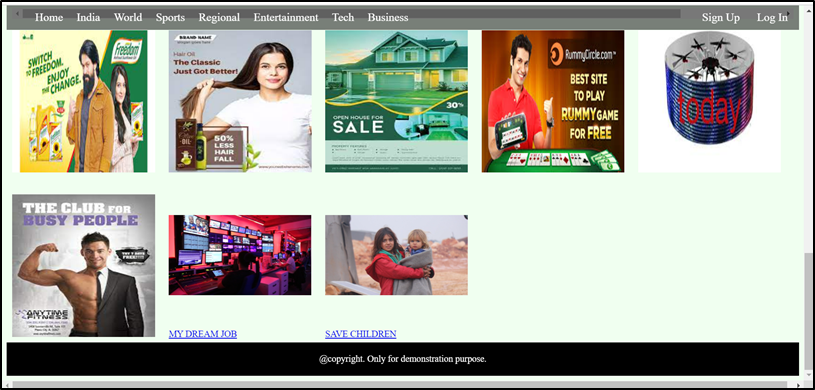 Home India World Sports Regional Entertainment Tech Business Sign Up Log In
SWITCH
TO FREEDOM.
ENJOY
THE CHANGE.
Freedom
BRAND NAME
Hair Oil
The Classic
Just Got Better!
OIL
50%
LESS
HAIR
FALL
30%
OPEN HOUSE FOR
SALE
PROPERTY FEATURES
RummyCircle.com
BEST SITE
TO PLAY
RUMMY GAME
FOR FREE
today!
THE CLUB FOR
BUSY PEOPLE
ANYTIME
FITNESS
MY DREAM JOB
SAVE CHILDREN
@copyright. Only for demonstration purpose.